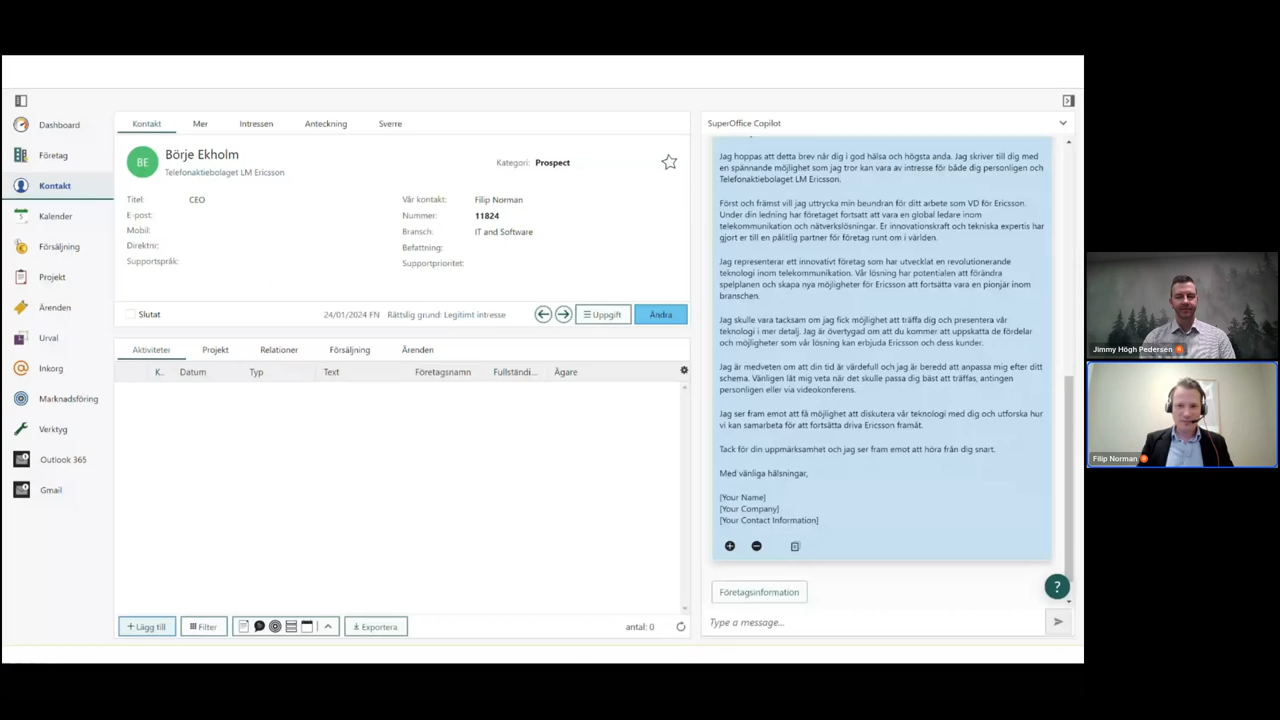 Dashboard
Företag
Kontakt
Kalender
5
Försäljning
Projekt
Ärenden
Urval
Inkorg
Marknadsföring
Verktyg
Outlook 365
Gmail
Kontakt Mer Intressen Anteckning Sverre
BE
Börje Ekholm
Telefonaktiebolaget LM Ericsson
Kategori: Prospect
Titel: CEO
E-post:
Mobil:
Direktnr:
Supportspråk:
Vår kontakt: Filip Norman
Nummer: 11824
Bransch: IT and Software
Befattning:
Supportprioritet:
Slutat
24/01/2024 FN Rättslig grund: Legitimt intresse
Uppgift
Ändra
Aktiviteter Projekt Relationer Försäljning Ärenden
K.. Datum Typ Text Företagsnamn Fullständi... Ägare
+ Lägg till Filter Exportera antal: 0
SuperOffice Copilot
Jag hoppas att detta brev når dig i god hälsa och högsta anda. Jag skriver till dig med
en spännande möjlighet som jag tror kan vara av intresse för både dig personligen och
Telefonaktiebolaget LM Ericsson.
Först och främst vill jag uttrycka min beundran för ditt arbete som VD för Ericsson.
Under din ledning har företaget fortsatt att vara en global ledare inom
telekommunikation och nätverkslösningar. Er innovationskraft och tekniska expertis har
gjort er till en pålitlig partner för företag runt om i världen.
Jag representerar ett innovativt företag som har utvecklat en revolutionerande
teknologi inom telekommunikation. Vår lösning har potentialen att förändra
spelplanen och skapa nya möjligheter för Ericsson att fortsätta vara en pionjär inom
branschen.
Jag skulle vara tacksam om jag fick möjlighet att träffa dig och presentera vår
teknologi i mer detalj. Jag är övertygad om att du kommer att uppskatta de fördelar
och möjligheter som vår lösning kan erbjuda Ericsson och dess kunder.
Jag är medveten om att din tid är värdefull och jag är beredd att anpassa mig efter ditt
schema. Vänligen låt mig veta när det skulle passa dig bäst att träffas, antingen
personligen eller via videokonferens.
Jag ser fram emot att få möjlighet att diskutera vår teknologi med dig och utforska hur
vi kan samarbeta för att fortsätta driva Ericsson framåt.
Tack för din uppmärksamhet och jag ser fram emot att höra från dig snart.
Med vänliga hälsningar,
[Your Name]
[Your Company]
[Your Contact Information]
Företagsinformation
?
Type a message...
Jimmy Högh Pedersen
Filip Norman